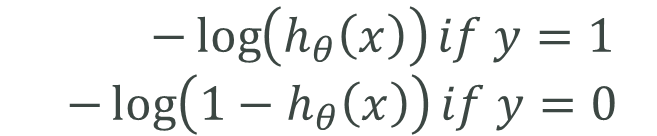 − log(hθ(x)) if y = 1
− log(1 − hθ(x)) if y = 0